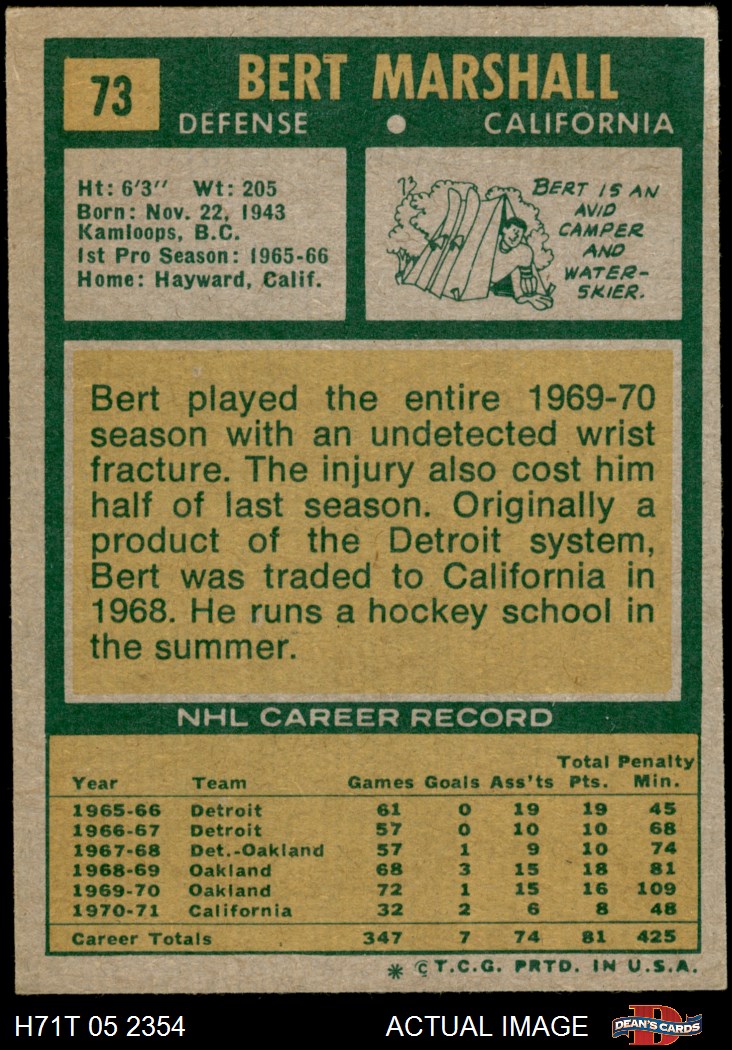 73
BERT MARSHALL
DEFENSE • CALIFORNIA
Ht: 6'3'' Wt: 205
Born: Nov. 22, 1943
Kamloops, B.C.
1st Pro Season: 1965-66
Home: Hayward, Calif.
BERT IS AN
AVID
CAMPER
AND
WATER-
SKIER.
Bert played the entire 1969-70
season with an undetected wrist
fracture. The injury also cost him
half of last season. Originally a
product of the Detroit system,
Bert was traded to California in
1968. He runs a hockey school in
the summer.
NHL CAREER RECORD
Total Penalty
Year Team Games Goals Ass'ts Pts. Min.
1965-66 Detroit 61 0 19 19 45
1966-67 Detroit 57 0 10 10 68
1967-68 Det.-Oakland 57 1 9 10 74
1968-69 Oakland 68 3 15 18 81
1969-70 Oakland 72 1 15 16 109
1970-71 California 32 2 6 8 48
Career Totals 347 7 74 81 425
* © T.C.G. PRTD. IN U.S.A.
H71T 05 2354 ACTUAL IMAGE
D
DEAN'S CARDS